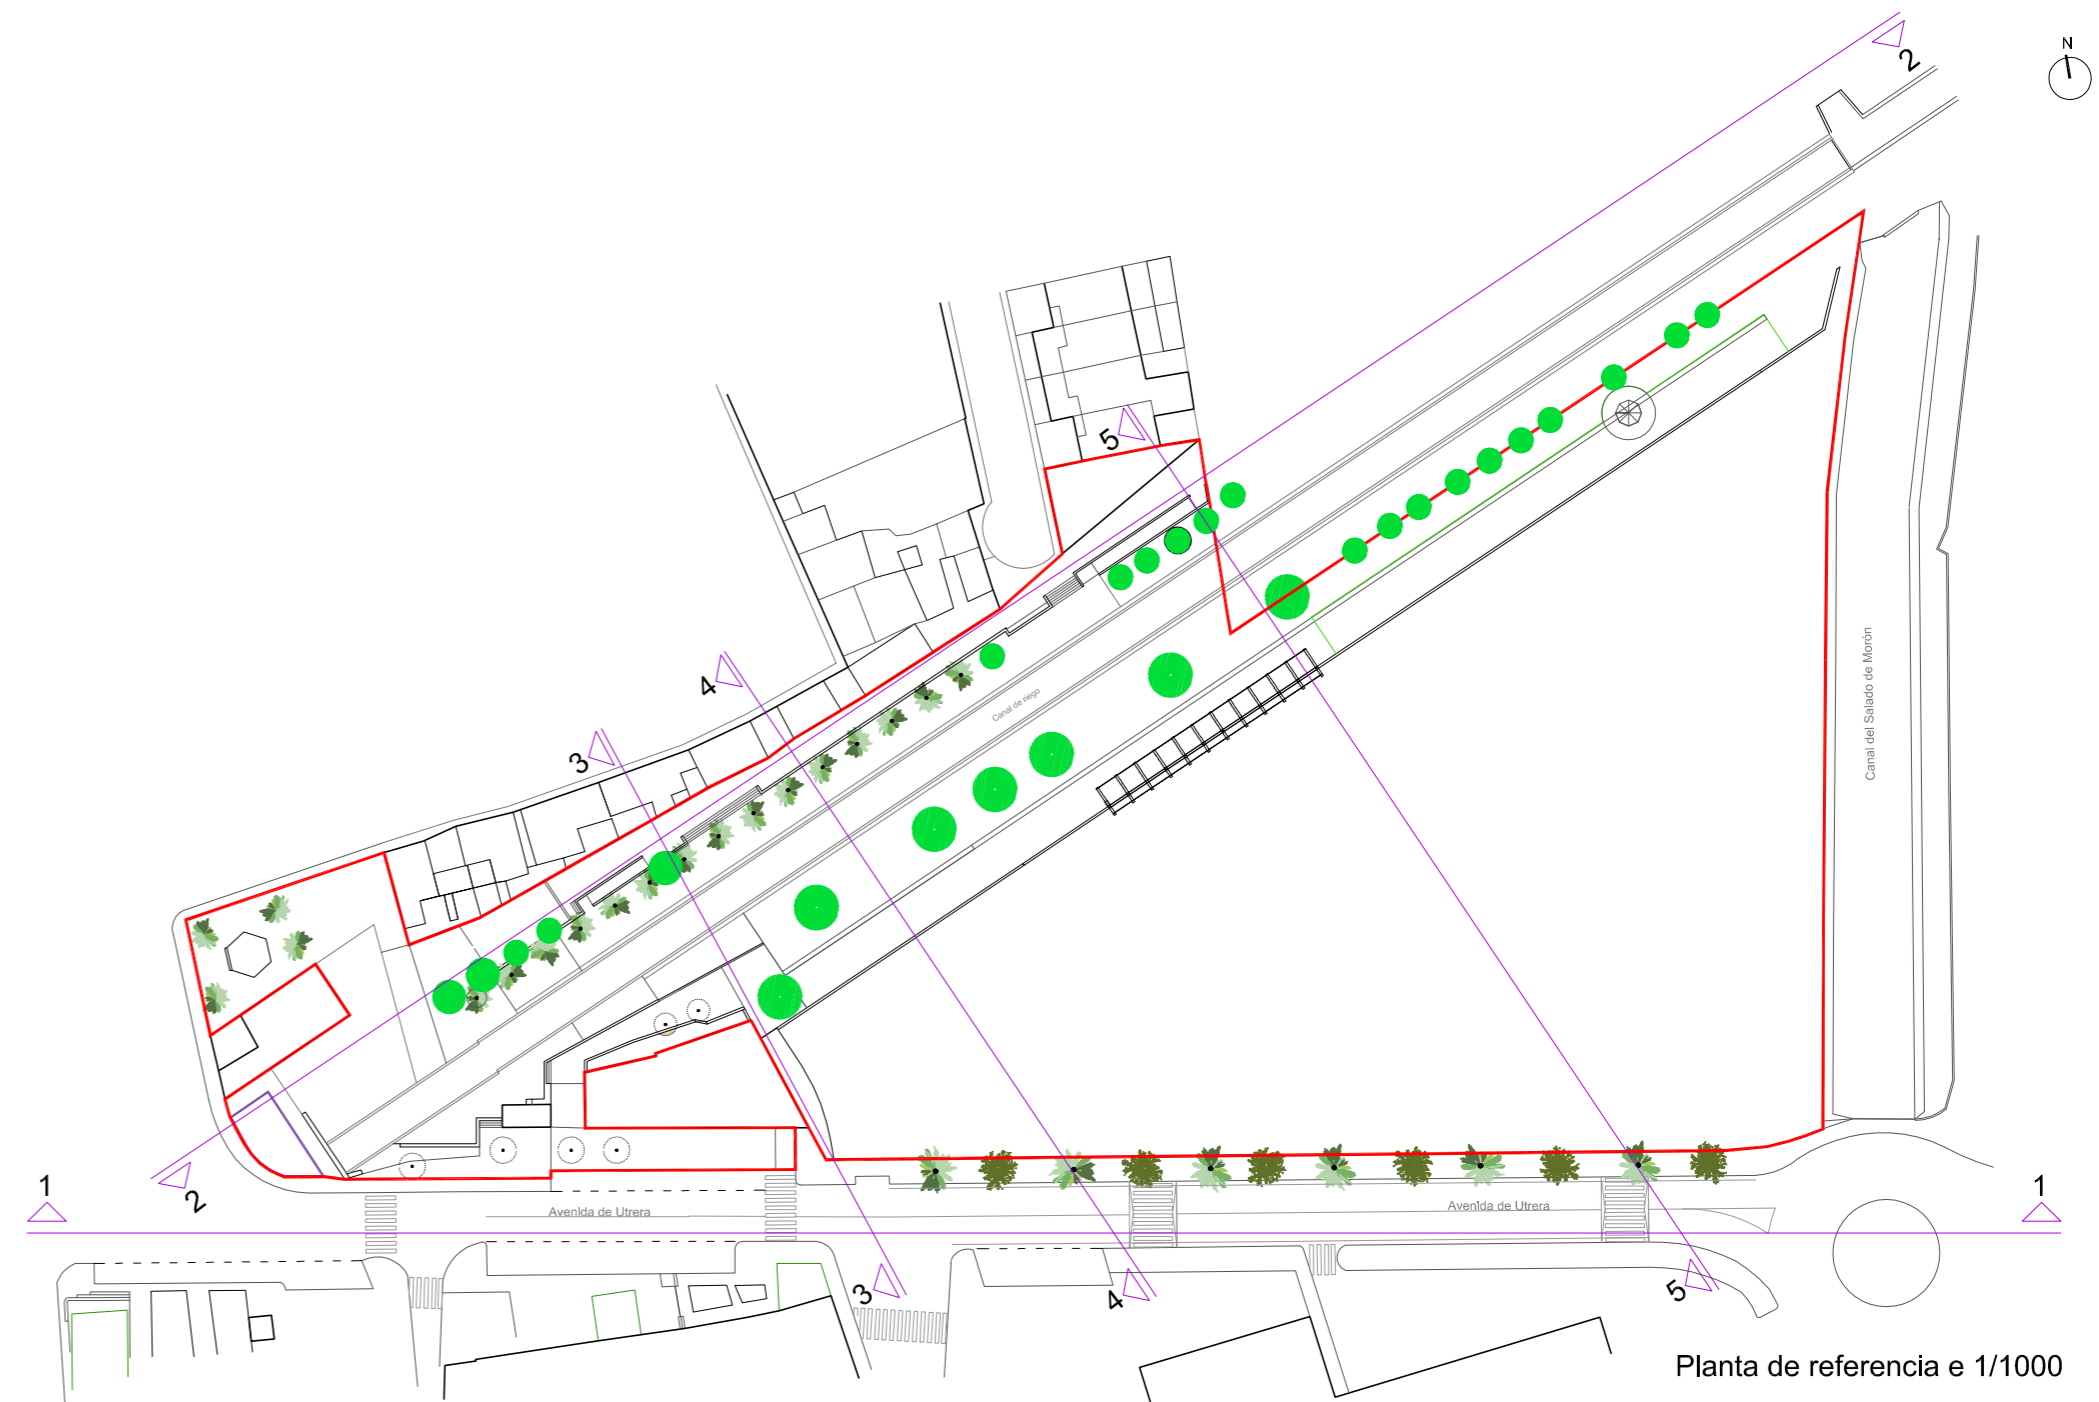 N
2
5
4
3
Canal de riego
Canal del Salado de Morón
1
2
Avenida de Utrera
Avenida de Utrera
1
3
4
5
Planta de referencia e 1/1000